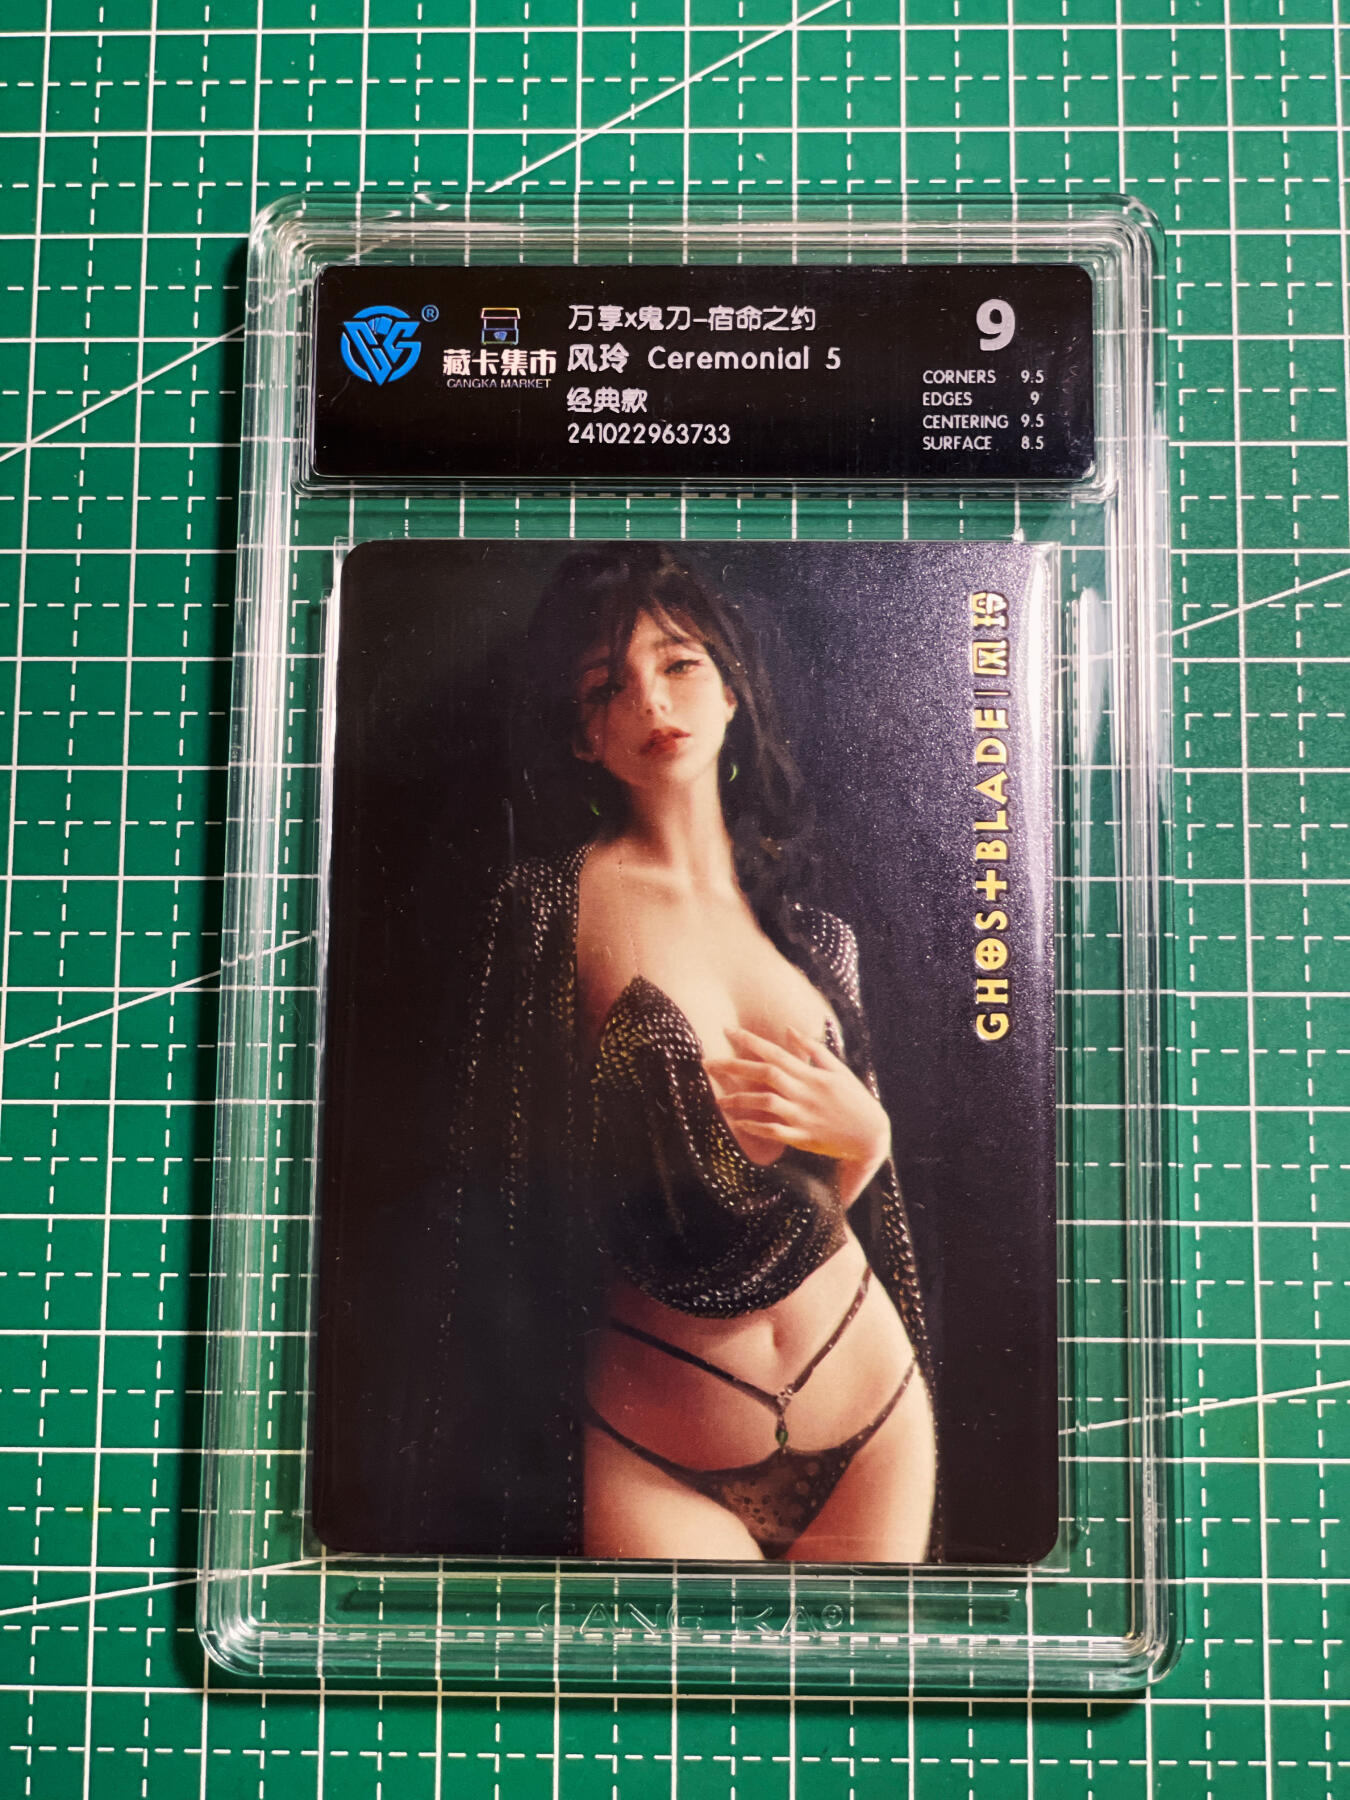 ®
万享x鬼刀-宿命之约
藏卡集市 风玲 Ceremonial 5
CANGKA MARKET
经典款
241022963733
9
CORNERS 9.5
EDGES 9
CENTERING 9.5
SURFACE 8.5
GHOST BLADE | 风玲
CANG KA®